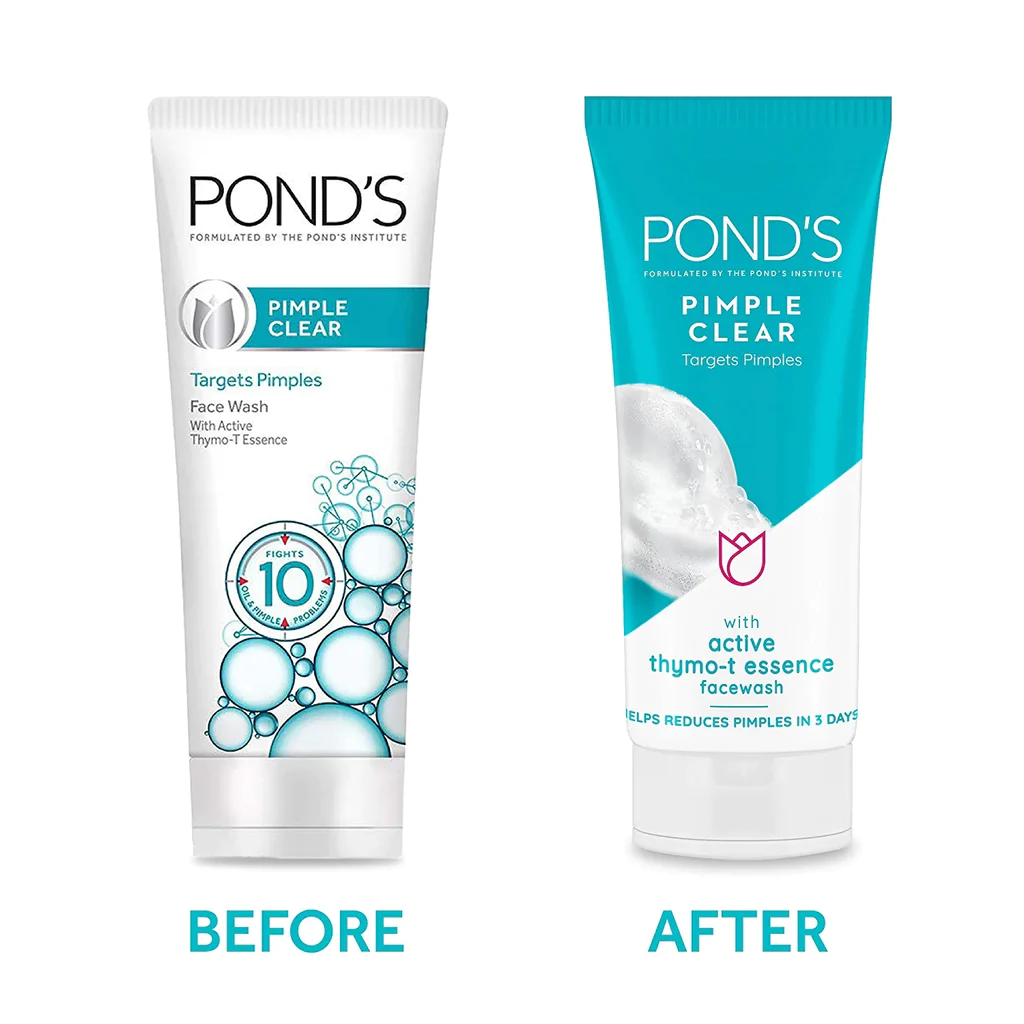 POND'S
FORMULATED BY THE POND'S INSTITUTE
PIMPLE
CLEAR
Targets Pimples
Face Wash
With Active
Thymo-T Essence
FIGHTS
10
OIL & PIMPLE PROBLEMS
BEFORE
POND'S
FORMULATED BY THE POND'S INSTITUTE
PIMPLE
CLEAR
Targets Pimples
with
active
thymo-t essence
facewash
ELPS REDUCES PIMPLES IN 3 DAYS
AFTER